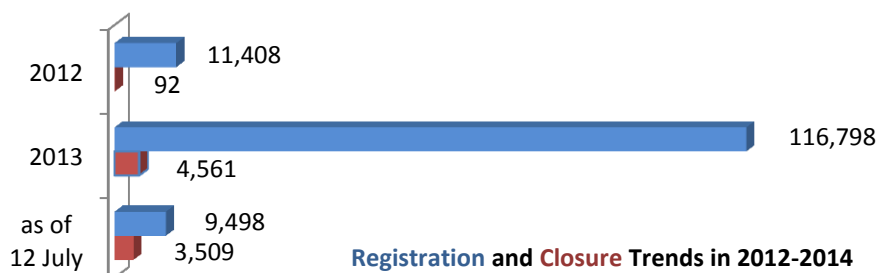 2012
11,408
92
2013
116,798
4,561
as of
12 July
9,498
3,509
Registration and Closure Trends in 2012-2014